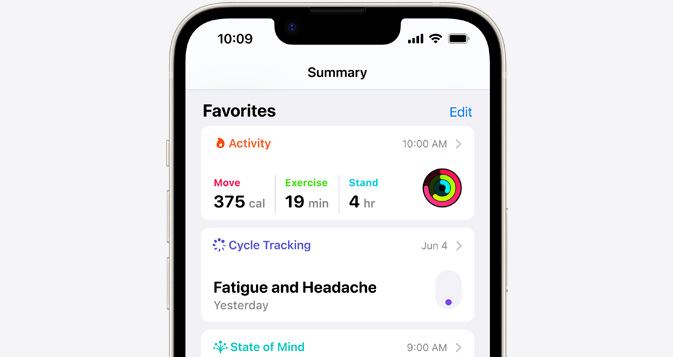 10:09
Summary
Favorites Edit
Activity 10:00 AM
Move Exercise Stand
375 cal 19 min 4 hr
Cycle Tracking Jun 4
Fatigue and Headache
Yesterday
State of Mind 9:00 AM